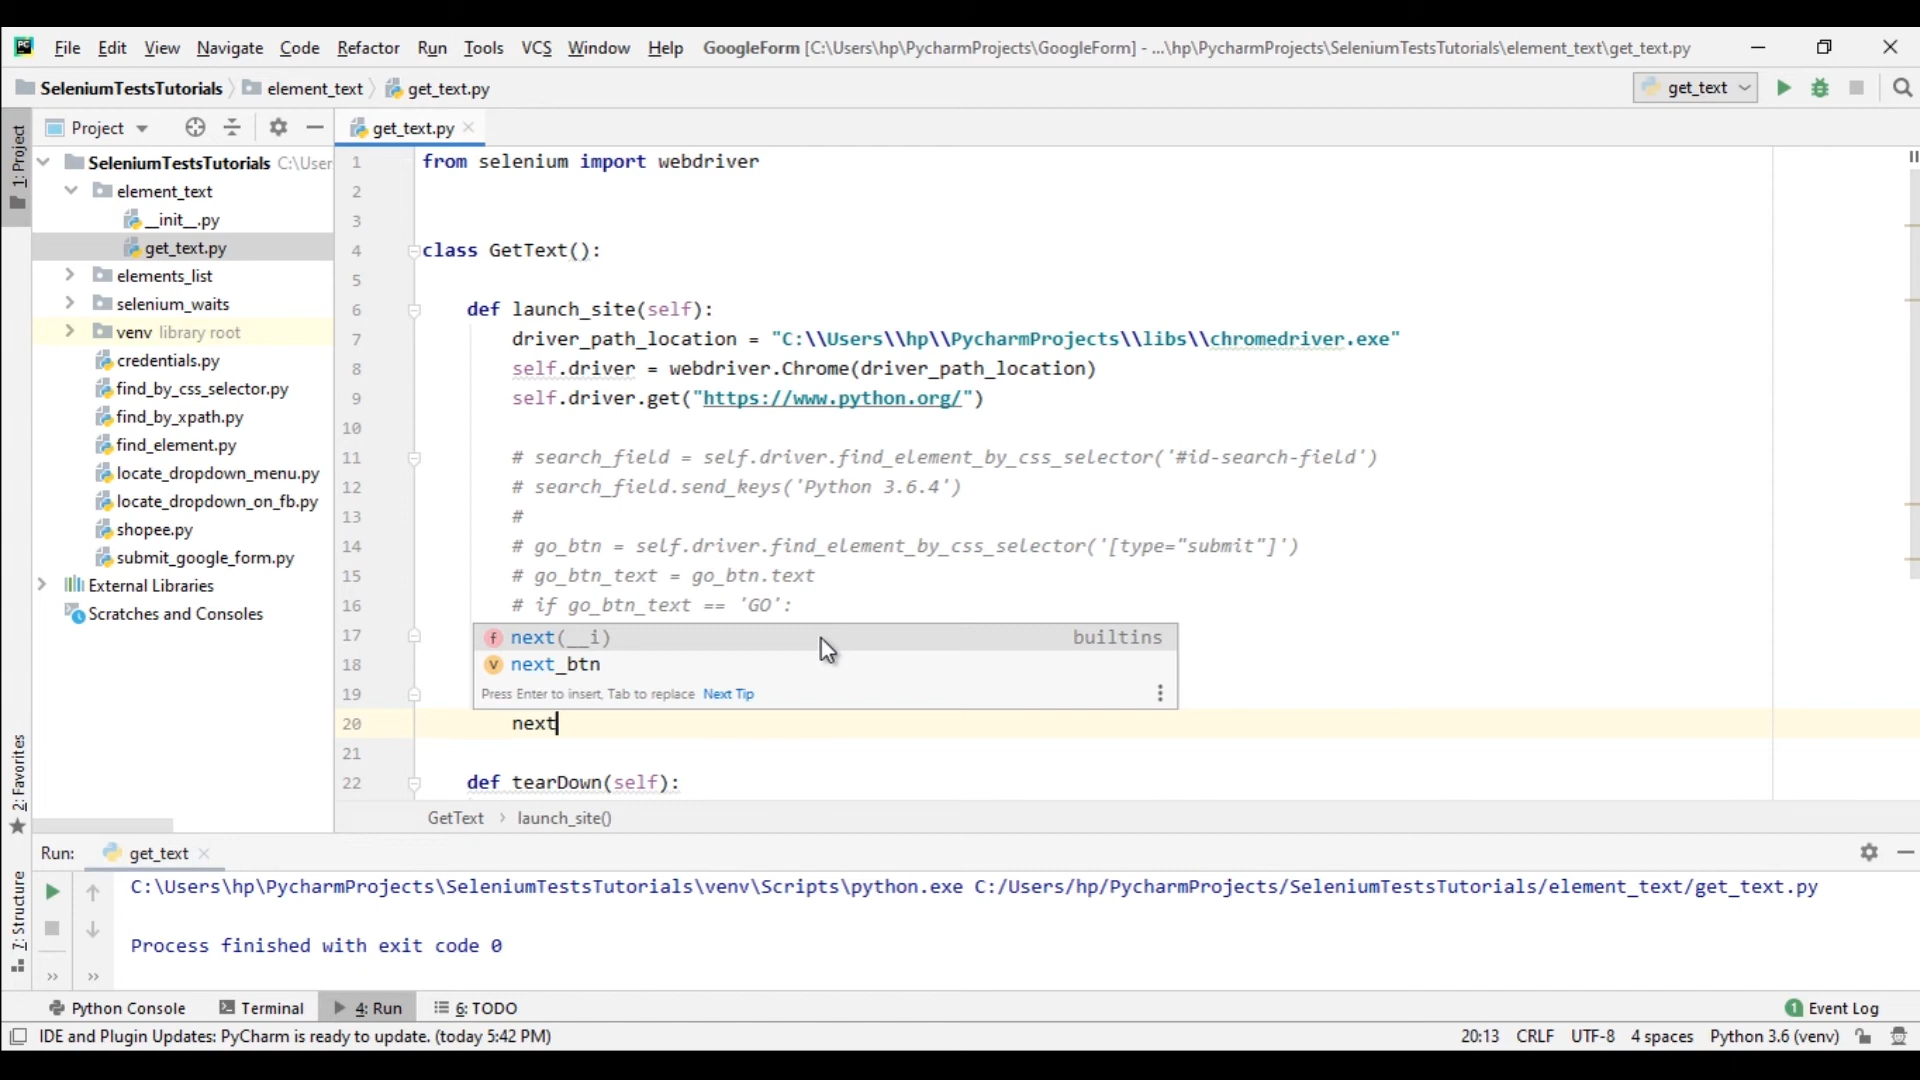 File Edit View Navigate Code Refactor Run Tools VCS Window Help GoogleForm [C:\Users\hp\PycharmProjects\GoogleForm] - ...\hp\PycharmProjects\SeleniumTestsTutorials\element_text\get_text.py
SeleniumTestsTutorials element_text get_text.py get_text
1: Project
Project
get_text.py
SeleniumTestsTutorials C:\User
element_text
__init__.py
get_text.py
elements_list
selenium_waits
venv library root
credentials.py
find_by_css_selector.py
find_by_xpath.py
find_element.py
locate_dropdown_menu.py
locate_dropdown_on_fb.py
shopee.py
submit_google_form.py
External Libraries
Scratches and Consoles
1 from selenium import webdriver
2
3
4 class GetText():
5
6 def launch_site(self):
7 driver_path_location = "C:\\Users\\hp\\PycharmProjects\\libs\\chromedriver.exe"
8 self.driver = webdriver.Chrome(driver_path_location)
9 self.driver.get("https://www.python.org/")
10
11 # search_field = self.driver.find_element_by_css_selector('#id-search-field')
12 # search_field.send_keys('Python 3.6.4')
13 #
14 # go_btn = self.driver.find_element_by_css_selector('[type="submit"]')
15 # go_btn_text = go_btn.text
16 # if go_btn_text == 'GO':
17 f next(__i) builtins
18 v next_btn
19 Press Enter to insert, Tab to replace Next Tip
20 next
21
22 def tearDown(self):
GetText launch_site()
2: Favorites
7: Structure
Run: get_text
C:\Users\hp\PycharmProjects\SeleniumTestsTutorials\venv\Scripts\python.exe C:/Users/hp/PycharmProjects/SeleniumTestsTutorials/element_text/get_text.py
Process finished with exit code 0
Python Console Terminal 4: Run 6: TODO 1 Event Log
IDE and Plugin Updates: PyCharm is ready to update. (today 5:42 PM) 20:13 CRLF UTF-8 4 spaces Python 3.6 (venv)